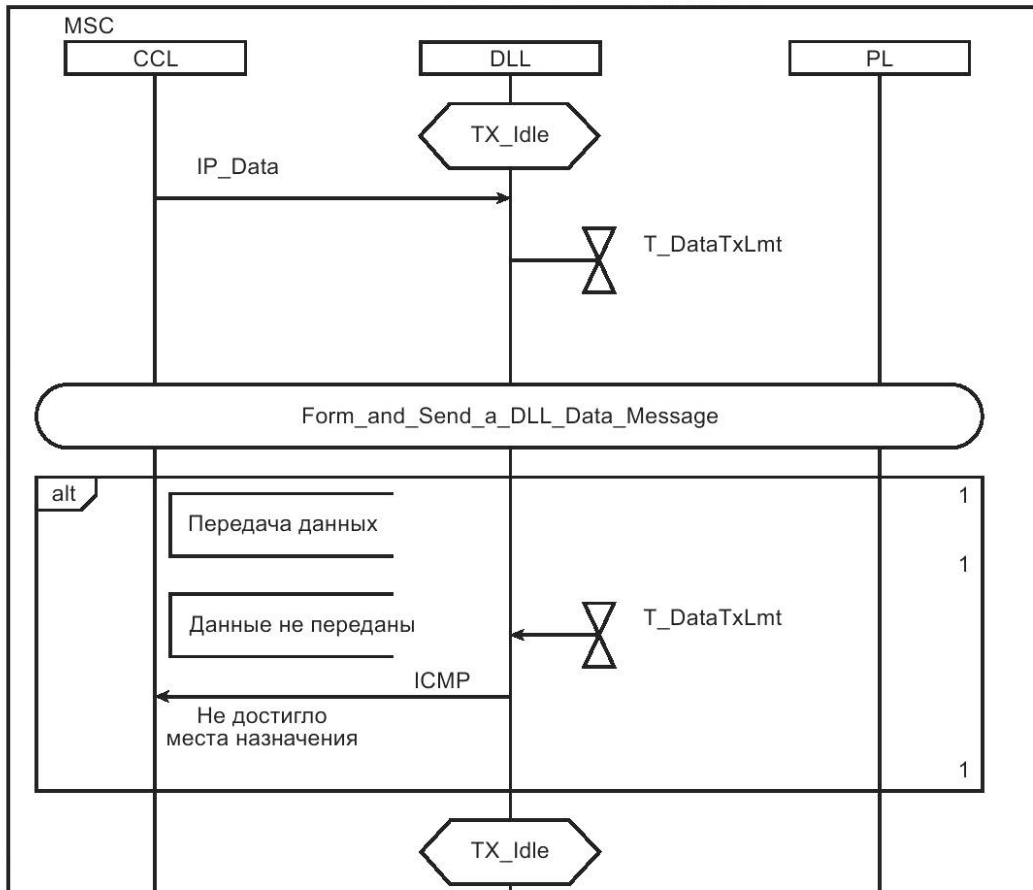 MSC
CCL
DLL
PL
TX_Idle
IP_Data
T_DataTxLmt
Form_and_Send_a_DLL_Data_Message
alt
1
Передача данных
1
Данные не переданы
T_DataTxLmt
ICMP
Не достигло
места назначения
1
TX_Idle